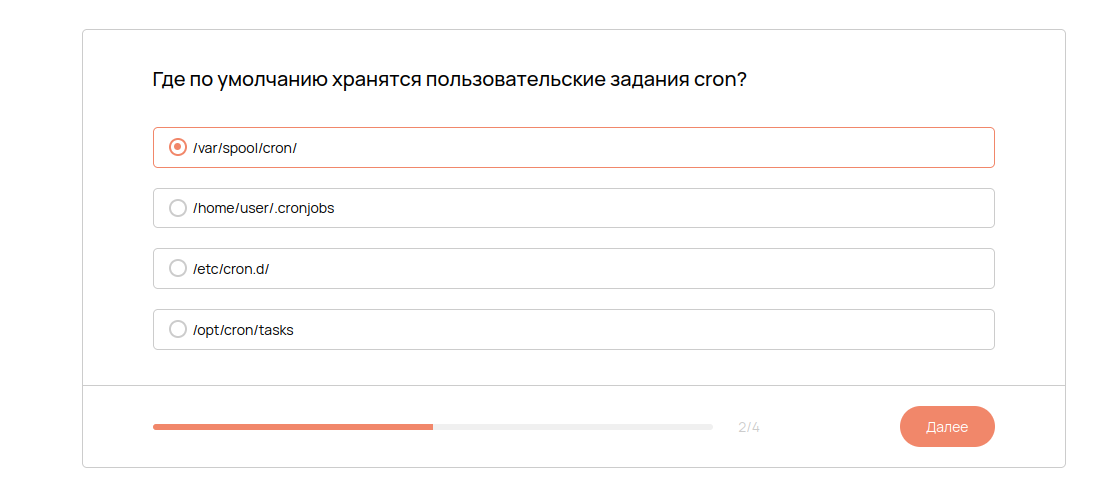 Где по умолчанию хранятся пользовательские задания cron?
/var/spool/cron/
/home/user/.cronjobs
/etc/cron.d/
/opt/cron/tasks
2/4
Далее